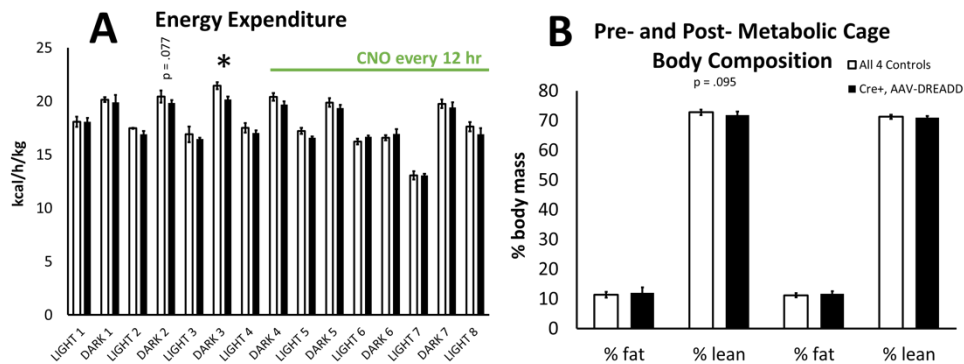 A
Energy Expenditure
CNO every 12 hr
p = .077
*
kcal/h/kg
25
20
15
10
5
0
LIGHT 1
DARK 1
LIGHT 2
DARK 2
LIGHT 3
DARK 3
LIGHT 4
DARK 4
LIGHT 5
DARK 5
LIGHT 6
DARK 6
LIGHT 7
DARK 7
LIGHT 8
B
Pre- and Post- Metabolic Cage
Body Composition
All 4 Controls
Cre+, AAV-DREADD
p = .095
% body mass
80
70
60
50
40
30
20
10
0
% fat
% lean
% fat
% lean